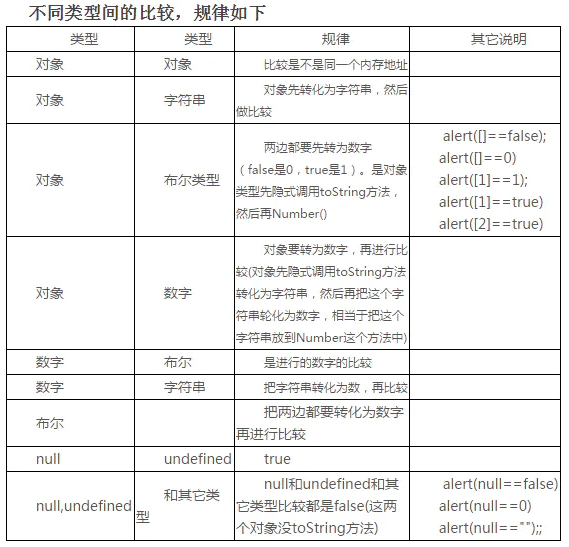 不同类型间的比较，规律如下
类型 类型 规律 其它说明
对象 对象 比较是不是同一个内存地址
对象 字符串 对象先转化为字符串，然后
做比较
对象 布尔类型 两边都要先转为数字
（false是0，true是1）。是对象
类型先隐式调用toString方法，
然后再Number()
alert([]==false);
alert([]==0)
alert([1]==1);
alert([1]==true)
alert([2]==true)
对象 数字 对象要转为数字，再进行比
较(对象先隐式调用toString方法
转化为字符串，然后再把这个字
符串轮化为数字，相当于把这个
字符串放到Number这个方法中)
数字 布尔 是进行的数字的比较
数字 字符串 把字符串转化为数，再比较
布尔 把两边都要转化为数字
再进行比较
null undefined true
null,undefined 和其它类
型
null和undefined和其
它类型比较都是false(这两
个对象没toString方法)
alert(null==false)
alert(null==0)
alert(null=="");;